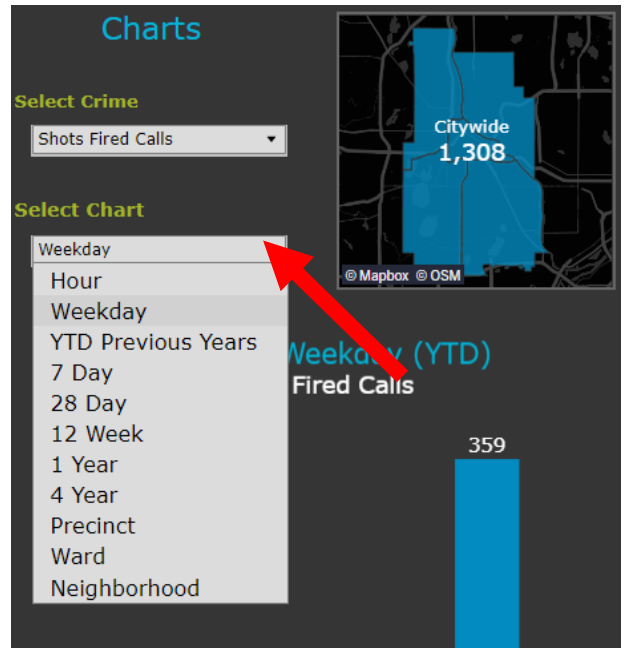 Charts
Select Crime
Shots Fired Calls
Select Chart
Weekday
Hour
Weekday
YTD Previous Years
7 Day
28 Day
12 Week
1 Year
4 Year
Precinct
Ward
Neighborhood
Citywide
1,308
© Mapbox © OSM
Weekday (YTD)
Fired Calls
359